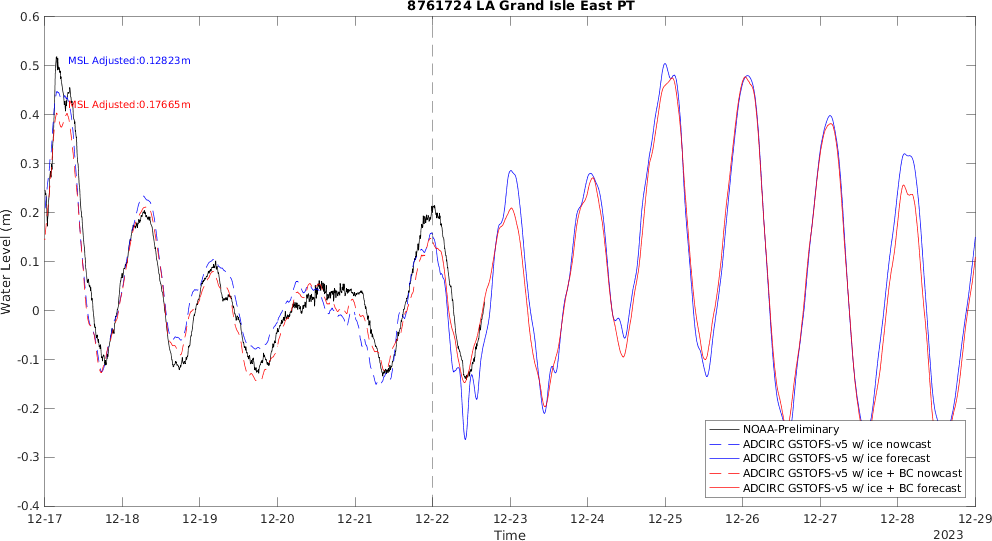 8761724 LA Grand Isle East PT
0.6
0.5
0.4
0.3
0.2
0.1
0
-0.1
-0.2
-0.3
-0.4
Water Level (m)
MSL Adjusted:0.12823m
MSL Adjusted:0.17665m
NOAA-Preliminary
ADCIRC GSTOFS-v5 w/ ice nowcast
ADCIRC GSTOFS-v5 w/ ice forecast
ADCIRC GSTOFS-v5 w/ ice + BC nowcast
ADCIRC GSTOFS-v5 w/ ice + BC forecast
12-17 12-18 12-19 12-20 12-21 12-22 12-23 12-24 12-25 12-26 12-27 12-28 12-29
Time
2023